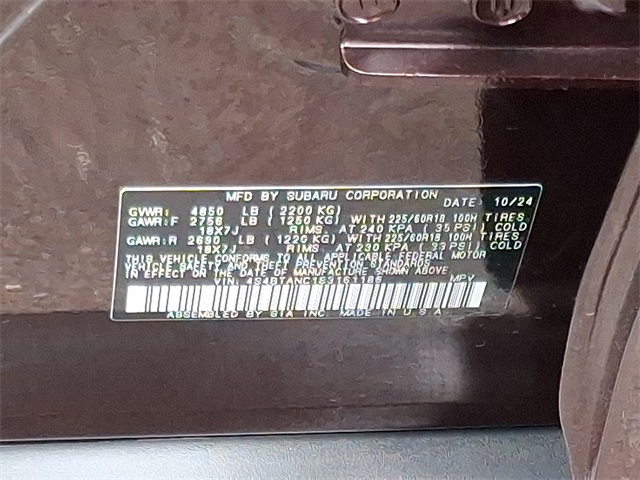 MFD BY SUBARU CORPORATION DATE: 10/24
GVWR: 4850 LB (2200 KG)
GAWR:F 2756 LB (1250 KG) WITH 225/60R18 100H TIRES
18X7J RIMS, AT 240 KPA (35 PSI) COLD
GAWR:R 2690 LB (1220 KG) WITH 225/60R18 100H TIRES
18X7J RIMS, AT 230 KPA (33 PSI) COLD
THIS VEHICLE CONFORMS TO ALL APPLICABLE FEDERAL MOTOR
VEHICLE SAFETY AND THEFT PREVENTION STANDARDS
IN EFFECT ON THE DATE OF MANUFACTURE SHOWN ABOVE
VIN: 4S4BTANC1S3161186 MPV
ASSEMBLED BY SIA INC. MADE IN U.S.A.